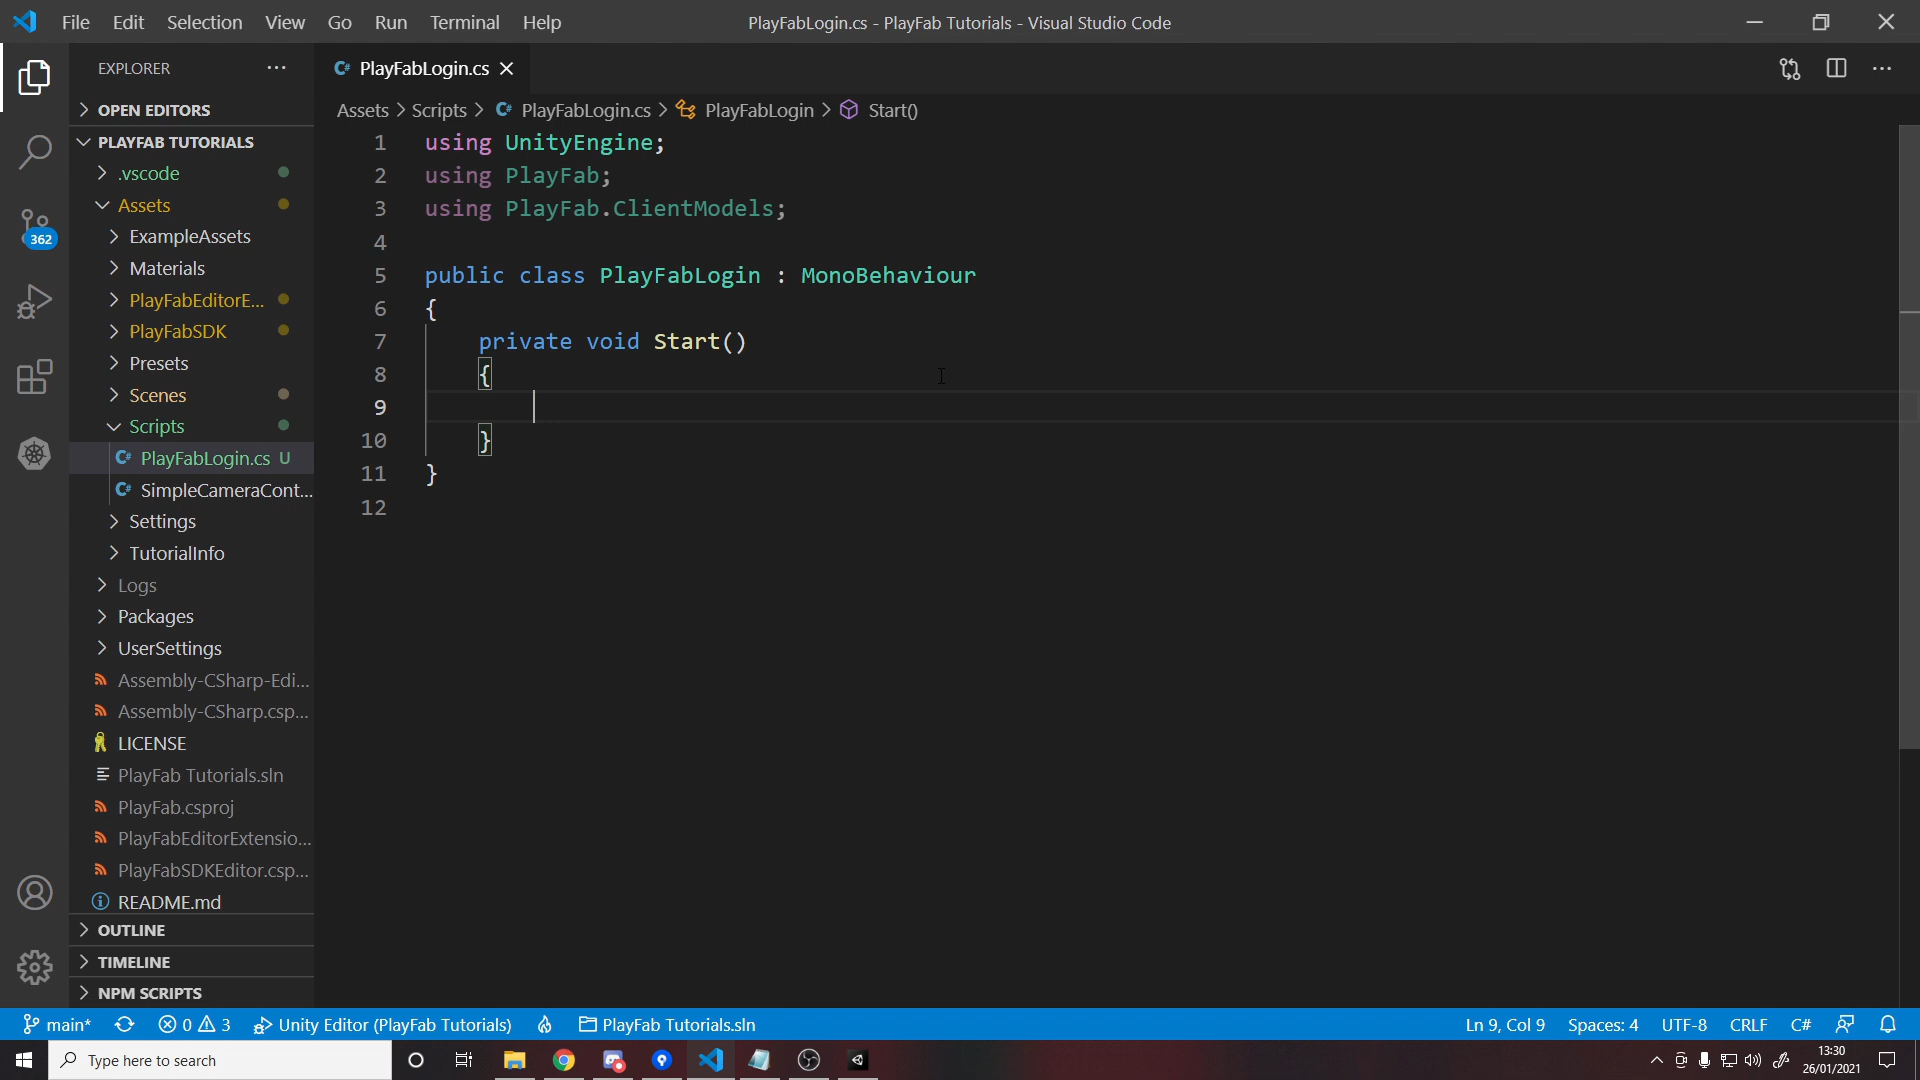 File Edit Selection View Go Run Terminal Help PlayFabLogin.cs - PlayFab Tutorials - Visual Studio Code
EXPLORER ··· C# PlayFabLogin.cs
OPEN EDITORS
Assets > Scripts > C# PlayFabLogin.cs > PlayFabLogin > Start()
PLAYFAB TUTORIALS
.vscode
Assets
ExampleAssets
Materials
PlayFabEditorE...
PlayFabSDK
Presets
Scenes
Scripts
C# PlayFabLogin.cs U
C# SimpleCameraCont...
Settings
TutorialInfo
Logs
Packages
UserSettings
Assembly-CSharp-Edi...
Assembly-CSharp.csp...
LICENSE
PlayFab Tutorials.sln
PlayFab.csproj
PlayFabEditorExtensio...
PlayFabSDKEditor.csp...
README.md
OUTLINE
TIMELINE
NPM SCRIPTS
362
1 using UnityEngine;
2 using PlayFab;
3 using PlayFab.ClientModels;
4
5 public class PlayFabLogin : MonoBehaviour
6 {
7 private void Start()
8 {
9
10 }
11 }
12
main* 0 3 Unity Editor (PlayFab Tutorials) PlayFab Tutorials.sln Ln 9, Col 9 Spaces: 4 UTF-8 CRLF C#
Type here to search
13:30
26/01/2021